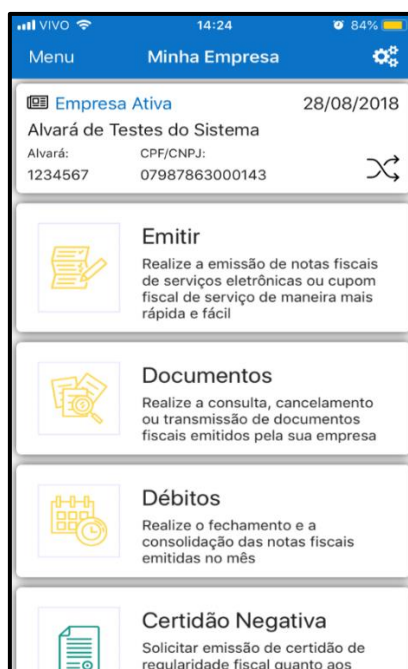 VIVO 14:24 84%
Menu Minha Empresa
Empresa Ativa 28/08/2018
Alvará de Testes do Sistema
Alvará: CPF/CNPJ:
1234567 07987863000143
Emitir
Realize a emissão de notas fiscais
de serviços eletrônicas ou cupom
fiscal de serviço de maneira mais
rápida e fácil
Documentos
Realize a consulta, cancelamento
ou transmissão de documentos
fiscais emitidos pela sua empresa
Débitos
Realize o fechamento e a
consolidação das notas fiscais
emitidas no mês
Certidão Negativa
Solicitar emissão de certidão de
regularidade fiscal quanto aos